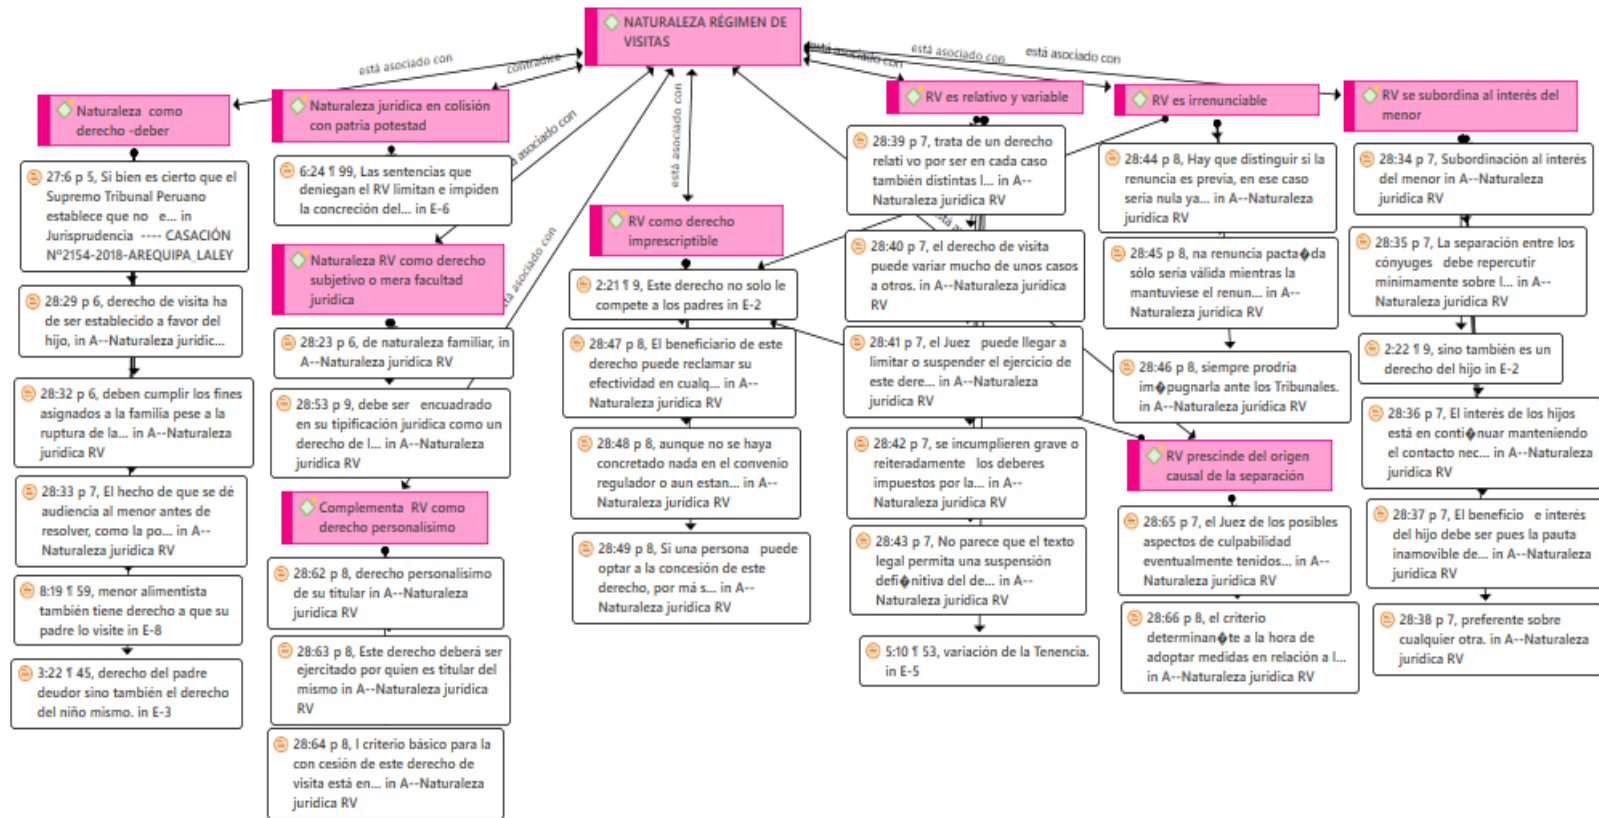 NATURALEZA RÉGIMEN DE
VISITAS
está asociado con
contradice
está asociado con
está asociado con
está asociado con
está asociado con
está asociado con
está asociado con
Naturaleza como
derecho -deber
27:6 p 5, Si bien es cierto que el
Supremo Tribunal Peruano
establece que no e... in
Jurisprudencia ---- CASACIÓN
Nº2154-2018-AREQUIPA_LALEY
28:29 p 6, derecho de visita ha
de ser establecido a favor del
hijo, in A--Naturaleza juridic...
28:32 p 6, deben cumplir los fines
asignados a la familia pese a la
ruptura de la... in A--Naturaleza
jurídica RV
28:33 p 7, El hecho de que se dé
audiencia al menor antes de
resolver, como la po... in A--
Naturaleza jurídica RV
8:19 ¶ 59, menor alimentista
también tiene derecho a que su
padre lo visite in E-8
3:22 ¶ 45, derecho del padre
deudor sino también el derecho
del niño mismo. in E-3
Naturaleza jurídica en colisión
con patria potestad
6:24 ¶ 99, Las sentencias que
deniegan el RV limitan e impiden
la concreción del... in E-6
Naturaleza RV como derecho
subjetivo o mera facultad
jurídica
28:23 p 6, de naturaleza familiar, in
A--Naturaleza jurídica RV
28:53 p 9, debe ser encuadrado
en su tipificación jurídica como un
derecho de l... in A--Naturaleza
jurídica RV
Complementa RV como
derecho personalísimo
28:62 p 8, derecho personalísimo
de su titular in A--Naturaleza
jurídica RV
28:63 p 8, Este derecho deberá ser
ejercitado por quien es titular del
mismo in A--Naturaleza jurídica
RV
28:64 p 8, l criterio básico para la
con cesión de este derecho de
visita está en... in A--Naturaleza
jurídica RV
RV como derecho
imprescriptible
2:21 ¶ 9, Este derecho no solo le
compete a los padres in E-2
28:47 p 8, El beneficiario de este
derecho puede reclamar su
efectividad en cualq... in A--
Naturaleza jurídica RV
28:48 p 8, aunque no se haya
concretado nada en el convenio
regulador o aun estan... in A--
Naturaleza jurídica RV
28:49 p 8, Si una persona puede
optar a la concesión de este
derecho, por má s... in A--
Naturaleza jurídica RV
RV es relativo y variable
28:39 p 7, trata de un derecho
relati vo por ser en cada caso
también distintas l... in A--
Naturaleza jurídica RV
28:40 p 7, el derecho de visita
puede variar mucho de unos casos
a otros. in A--Naturaleza jurídica
RV
28:41 p 7, el Juez puede llegar a
limitar o suspender el ejercicio de
este dere... in A--Naturaleza
jurídica RV
28:42 p 7, se incumplieren grave o
reiteradamente los deberes
impuestos por la... in A--
Naturaleza jurídica RV
28:43 p 7, No parece que el texto
legal permita una suspensión
defi�nitiva del de... in A--
Naturaleza jurídica RV
5:10 ¶ 53, variación de la Tenencia.
in E-5
RV es irrenunciable
28:44 p 8, Hay que distinguir si la
renuncia es previa, en ese caso
seria nula ya... in A--Naturaleza
jurídica RV
28:45 p 8, na renuncia pacta�da
sólo sería válida mientras la
mantuviese el renun... in A--
Naturaleza jurídica RV
28:46 p 8, siempre prodria
im�pugnarla ante los Tribunales.
in A--Naturaleza jurídica RV
RV prescinde del origen
causal de la separación
28:65 p 7, el Juez de los posibles
aspectos de culpabilidad
eventualmente tenidos... in A--
Naturaleza jurídica RV
28:66 p 8, el criterio
determinan�te a la hora de
adoptar medidas en relación a l...
in A--Naturaleza jurídica RV
RV se subordina al interés del
menor
28:34 p 7, Subordinación al interés
del menor in A--Naturaleza
jurídica RV
28:35 p 7, La separación entre los
cónyuges debe repercutir
minimamente sobre l... in A--
Naturaleza jurídica RV
2:22 ¶ 9, sino también es un
derecho del hijo in E-2
28:36 p 7, El interés de los hijos
está en conti�nuar manteniendo
el contacto nec... in A--Naturaleza
jurídica RV
28:37 p 7, El beneficio e interés
del hijo debe ser pues la pauta
inamovible de... in A--Naturaleza
jurídica RV
28:38 p 7, preferente sobre
cualquier otra. in A--Naturaleza
jurídica RV